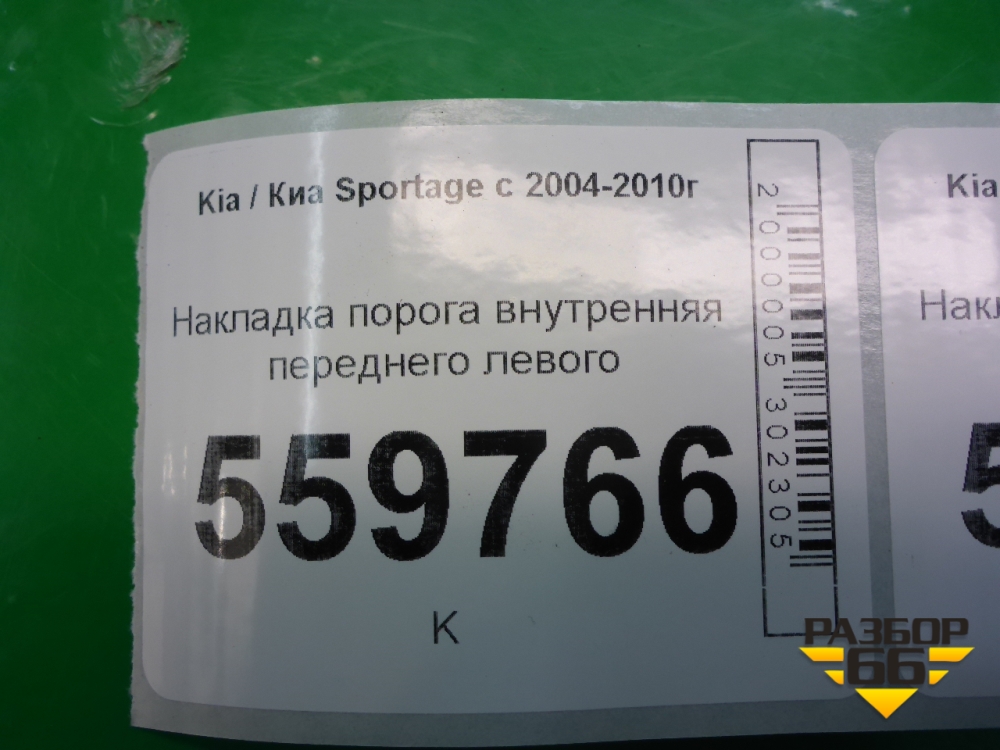 Kia / Киа Sportage с 2004-2010г
Накладка порога внутренняя
переднего левого
559766
К
2000005302305
Kia
Накл
5
РАЗБОР
66